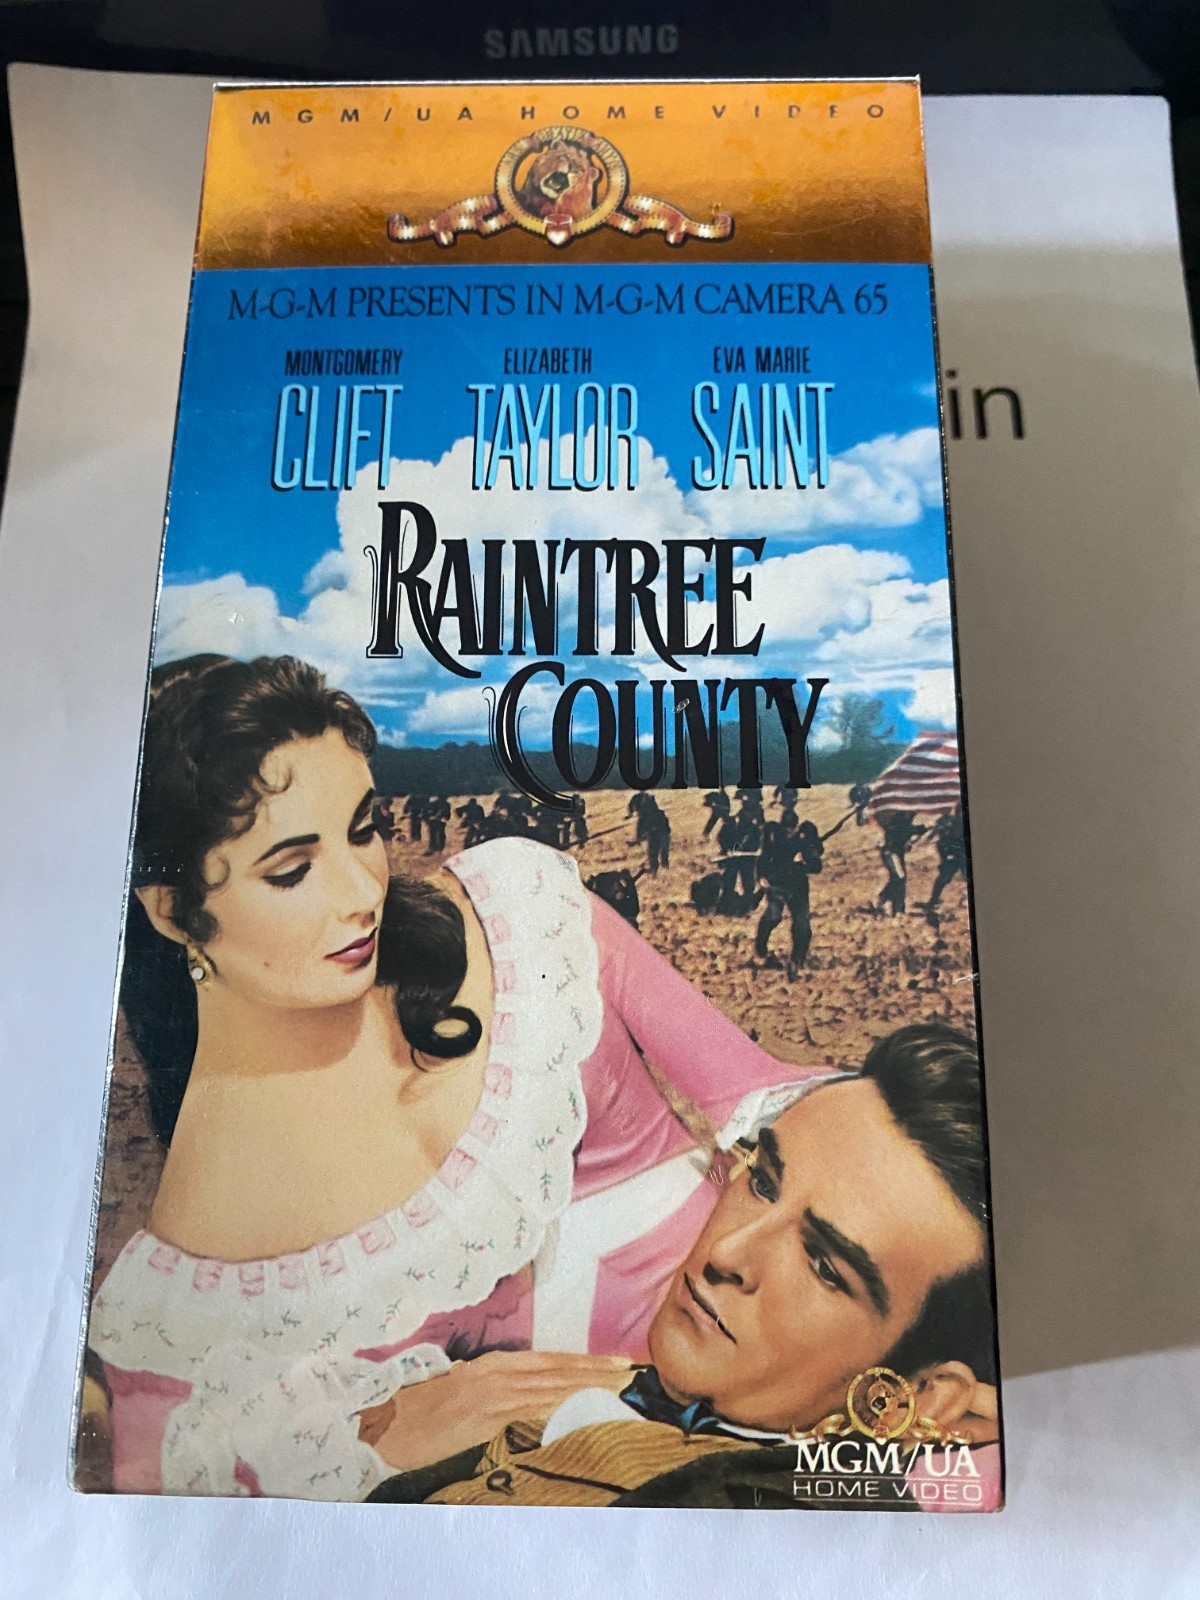 SAMSUNG
MGM/UA HOME VIDEO
M-G-M PRESENTS IN M-G-M CAMERA 65
MONTGOMERY ELIZABETH EVA MARIE
CLIFT TAYLOR SAINT
in
RAINTREE
COUNTY
MGM/UA
HOME VIDEO